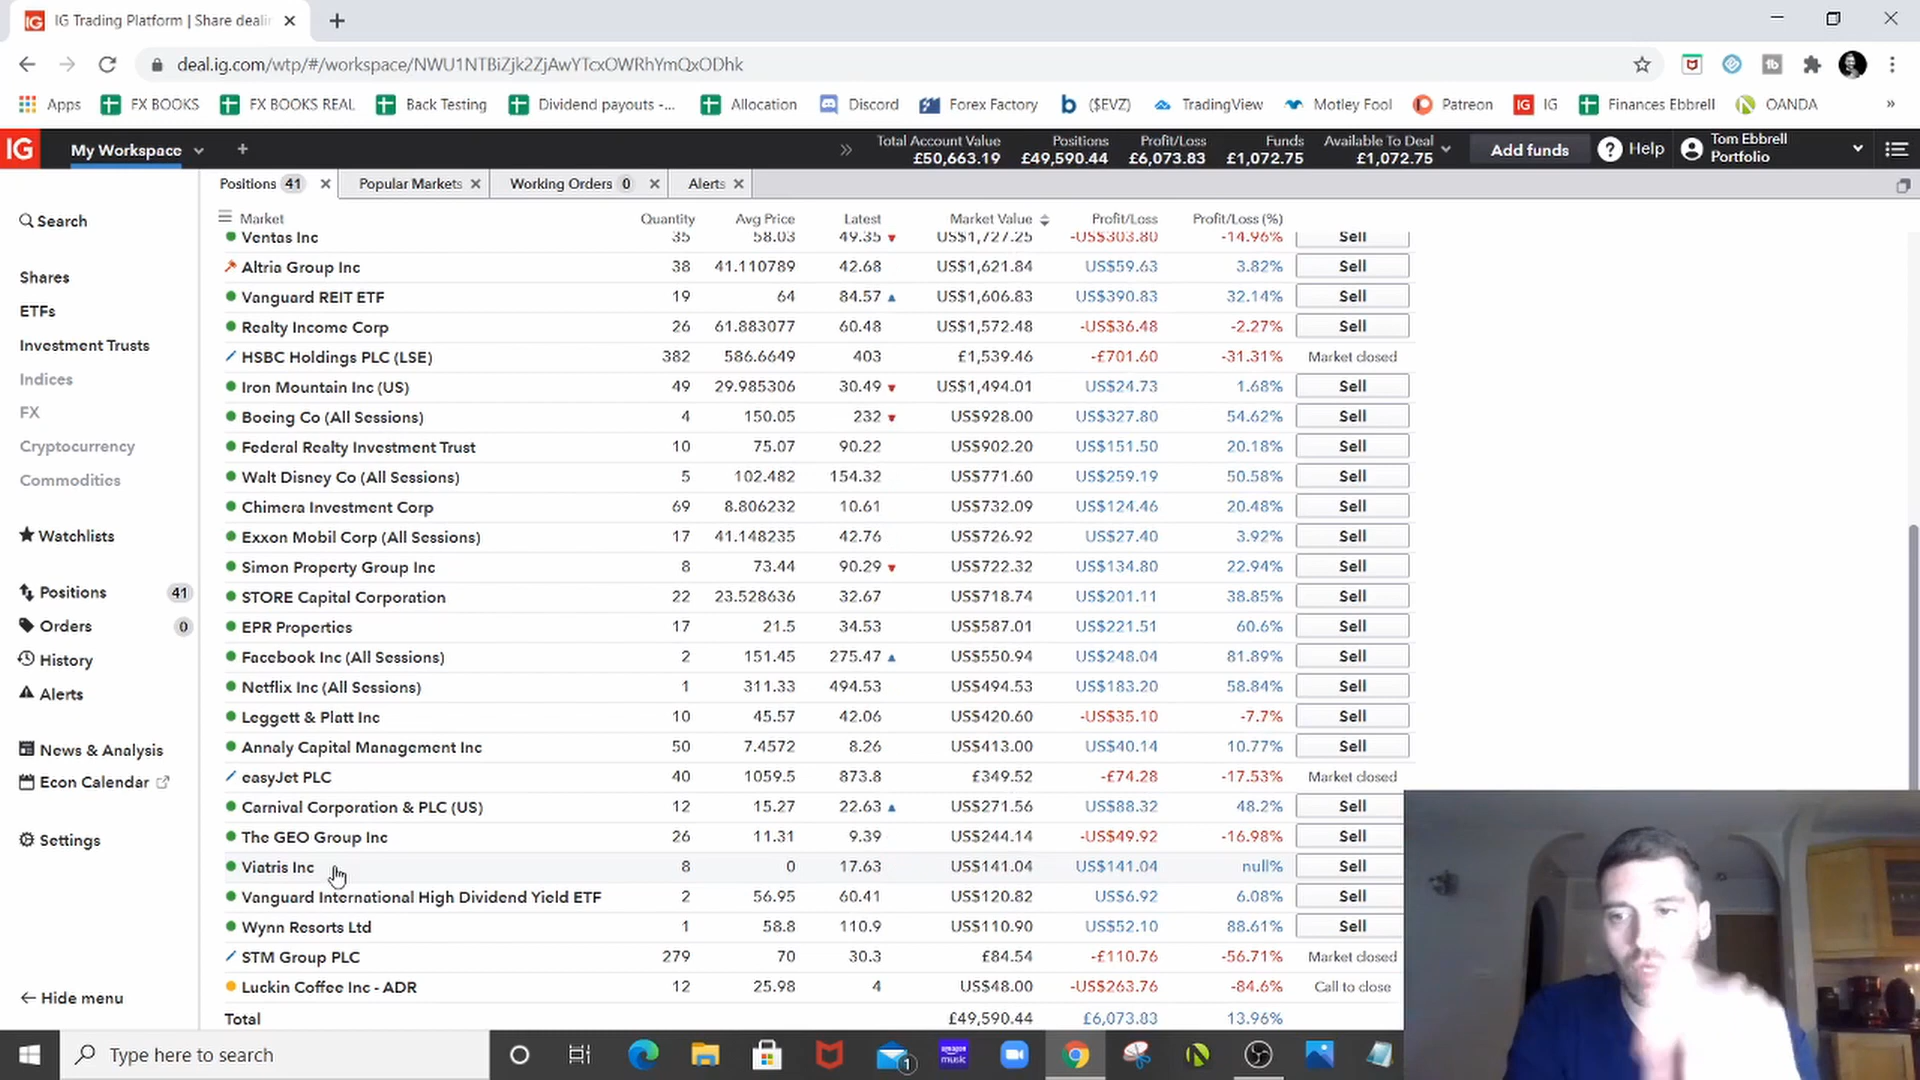 IG Trading Platform | Share deali
deal.ig.com/wtp/#/workspace/NWU1NTBiZjk2ZjAwYTcxOWRhYmQxODhk
Apps FX BOOKS FX BOOKS REAL Back Testing Dividend payouts -... Allocation Discord Forex Factory ($EVZ) TradingView Motley Fool Patreon IG Finances Ebbrell OANDA »
IG My Workspace + » Total Account Value £50,663.19 Positions £49,590.44 Profit/Loss £6,073.83 Funds £1,072.75 Available To Deal £1,072.75 Add funds Help Tom Ebbrell Portfolio
Positions 41 Popular Markets Working Orders 0 Alerts
Search
Shares
ETFs
Investment Trusts
Indices
FX
Cryptocurrency
Commodities
Watchlists
Positions 41
Orders 0
History
Alerts
News & Analysis
Econ Calendar
Settings
Hide menu
Market Quantity Avg Price Latest Market Value Profit/Loss Profit/Loss (%)
Ventas Inc 35 58.03 49.35 US$1,727.25 -US$303.80 -14.96% Sell
Altria Group Inc 38 41.110789 42.68 US$1,621.84 US$59.63 3.82% Sell
Vanguard REIT ETF 19 64 84.57 US$1,606.83 US$390.83 32.14% Sell
Realty Income Corp 26 61.883077 60.48 US$1,572.48 -US$36.48 -2.27% Sell
HSBC Holdings PLC (LSE) 382 586.6649 403 £1,539.46 -£701.60 -31.31% Market closed
Iron Mountain Inc (US) 49 29.985306 30.49 US$1,494.01 US$24.73 1.68% Sell
Boeing Co (All Sessions) 4 150.05 232 US$928.00 US$327.80 54.62% Sell
Federal Realty Investment Trust 10 75.07 90.22 US$902.20 US$151.50 20.18% Sell
Walt Disney Co (All Sessions) 5 102.482 154.32 US$771.60 US$259.19 50.58% Sell
Chimera Investment Corp 69 8.806232 10.61 US$732.09 US$124.46 20.48% Sell
Exxon Mobil Corp (All Sessions) 17 41.148235 42.76 US$726.92 US$27.40 3.92% Sell
Simon Property Group Inc 8 73.44 90.29 US$722.32 US$134.80 22.94% Sell
STORE Capital Corporation 22 23.528636 32.67 US$718.74 US$201.11 38.85% Sell
EPR Properties 17 21.5 34.53 US$587.01 US$221.51 60.6% Sell
Facebook Inc (All Sessions) 2 151.45 275.47 US$550.94 US$248.04 81.89% Sell
Netflix Inc (All Sessions) 1 311.33 494.53 US$494.53 US$183.20 58.84% Sell
Leggett & Platt Inc 10 45.57 42.06 US$420.60 -US$35.10 -7.7% Sell
Annaly Capital Management Inc 50 7.4572 8.26 US$413.00 US$40.14 10.77% Sell
easyJet PLC 40 1059.5 873.8 £349.52 -£74.28 -17.53% Market closed
Carnival Corporation & PLC (US) 12 15.27 22.63 US$271.56 US$88.32 48.2% Sell
The GEO Group Inc 26 11.31 9.39 US$244.14 -US$49.92 -16.98% Sell
Viatris Inc 8 0 17.63 US$141.04 US$141.04 null% Sell
Vanguard International High Dividend Yield ETF 2 56.95 60.41 US$120.82 US$6.92 6.08% Sell
Wynn Resorts Ltd 1 58.8 110.9 US$110.90 US$52.10 88.61% Sell
STM Group PLC 279 70 30.3 £84.54 -£110.76 -56.71% Market closed
Luckin Coffee Inc - ADR 12 25.98 4 US$48.00 -US$263.76 -84.6% Call to close
Total £49,590.44 £6,073.83 13.96%
Type here to search amazon music 1